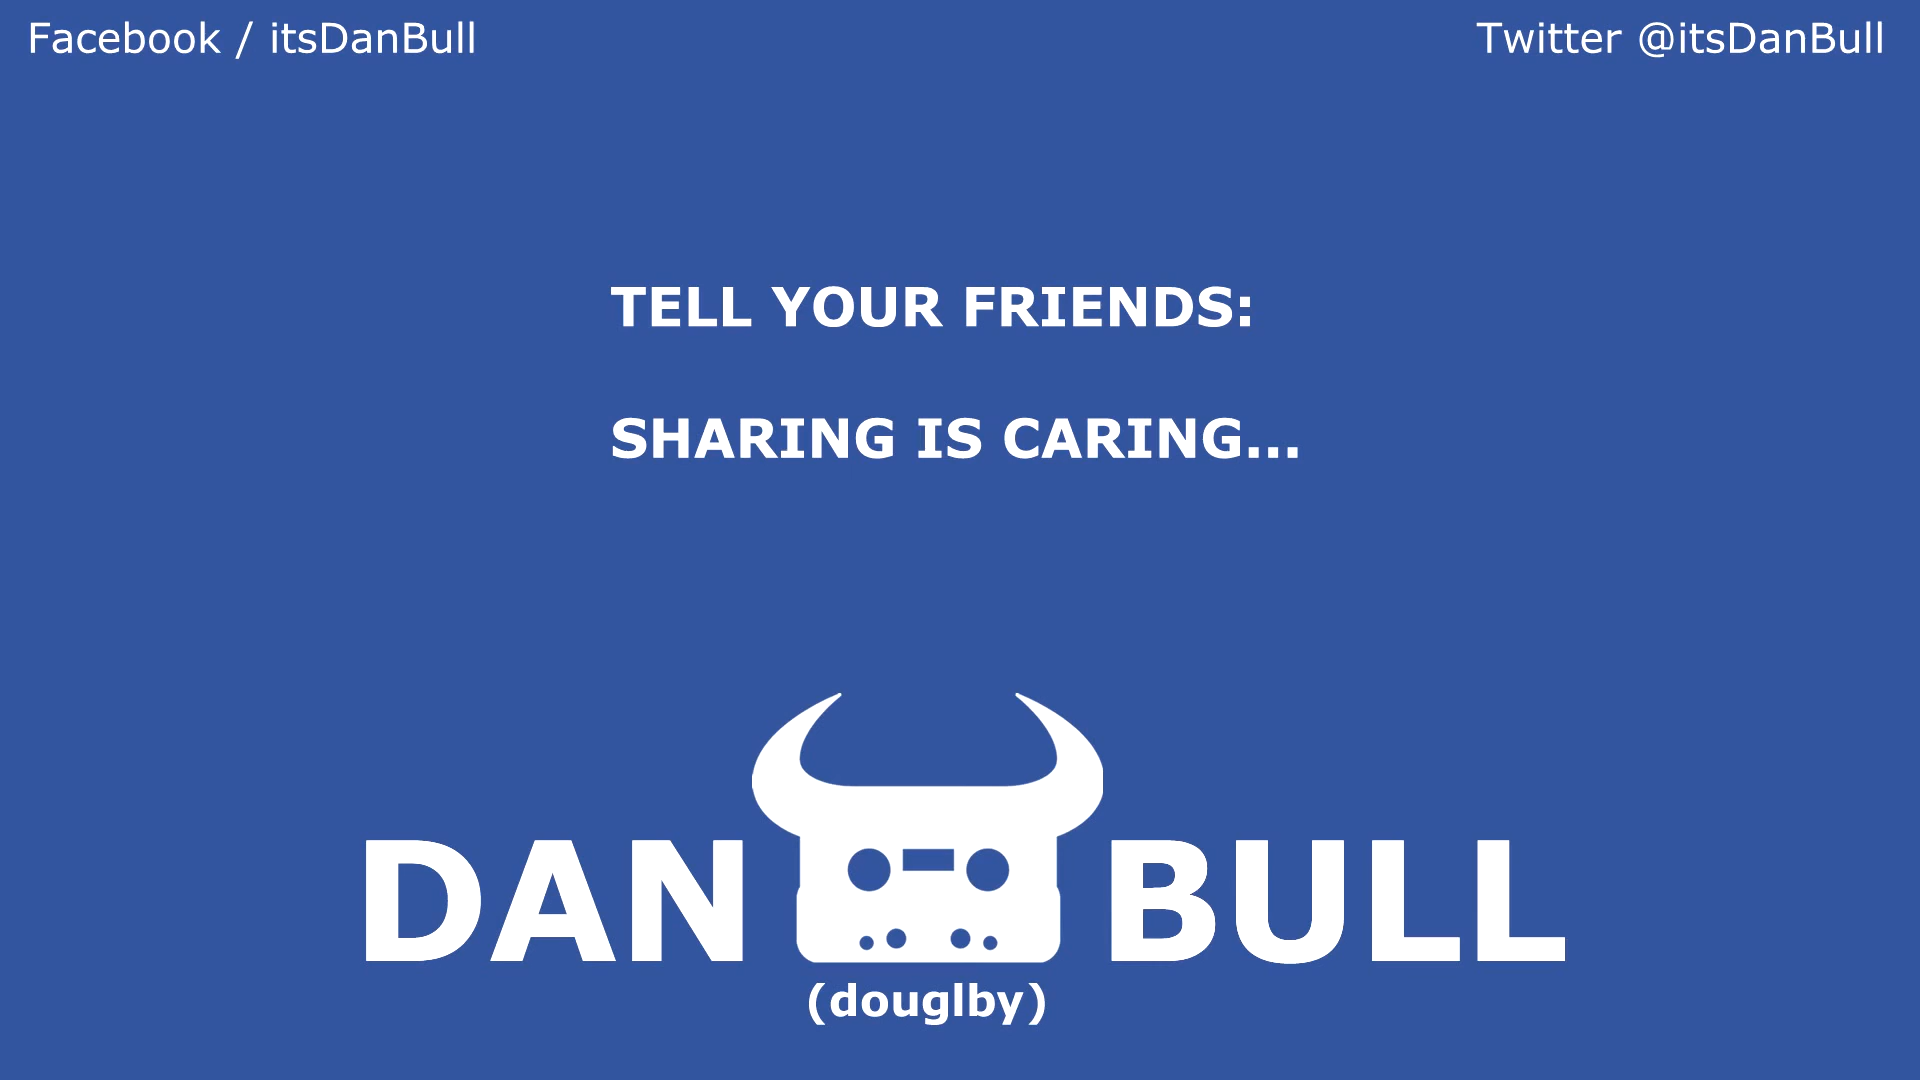 Facebook / itsDanBull
Twitter @itsDanBull
TELL YOUR FRIENDS:
SHARING IS CARING...
DAN BULL
(douglby)